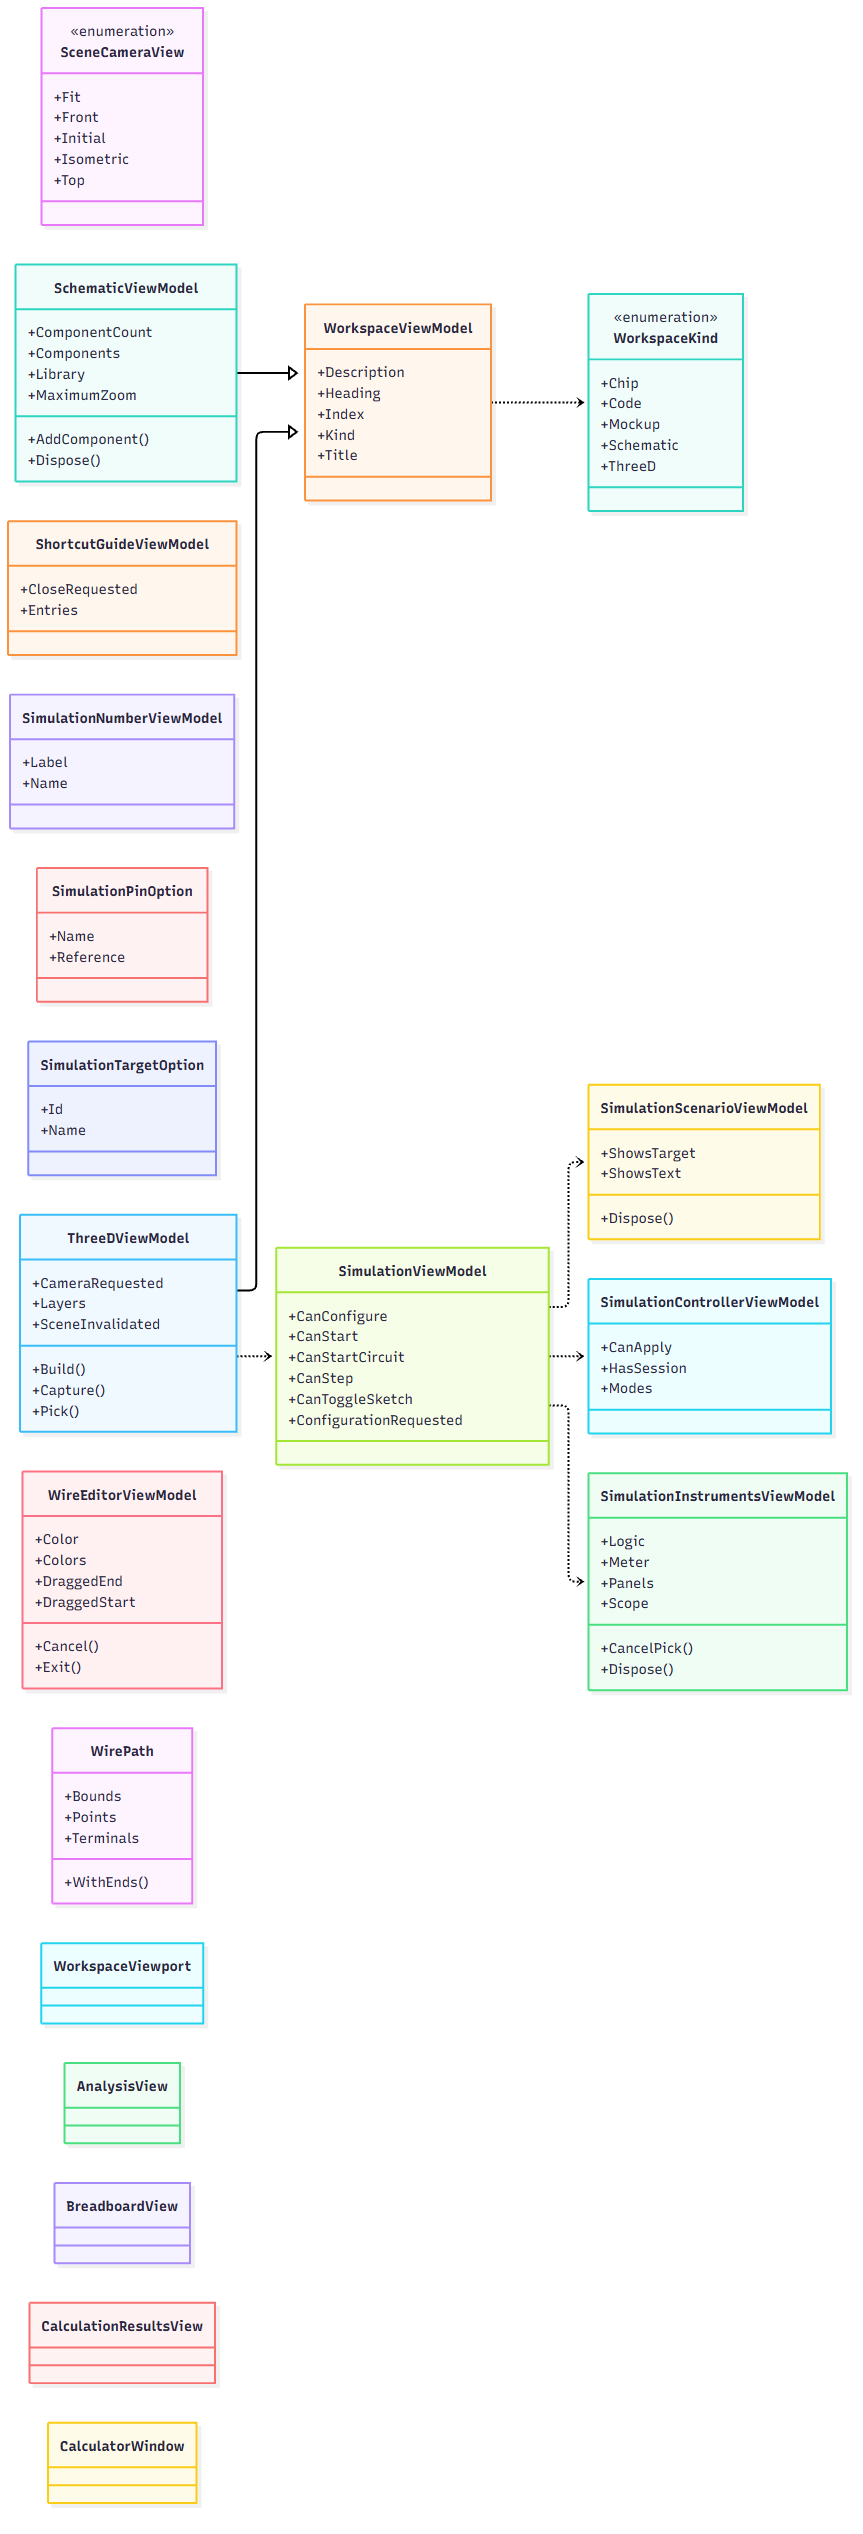 «enumeration»
SceneCameraView
+Fit
+Front
+Initial
+Isometric
+Top
SchematicViewModel
+ComponentCount
+Components
+Library
+MaximumZoom
+AddComponent()
+Dispose()
WorkspaceViewModel
+Description
+Heading
+Index
+Kind
+Title
«enumeration»
WorkspaceKind
+Chip
+Code
+Mockup
+Schematic
+ThreeD
ShortcutGuideViewModel
+CloseRequested
+Entries
SimulationNumberViewModel
+Label
+Name
SimulationPinOption
+Name
+Reference
SimulationTargetOption
+Id
+Name
ThreeDViewModel
+CameraRequested
+Layers
+SceneInvalidated
+Build()
+Capture()
+Pick()
SimulationViewModel
+CanConfigure
+CanStart
+CanStartCircuit
+CanStep
+CanToggleSketch
+ConfigurationRequested
SimulationScenarioViewModel
+ShowsTarget
+ShowsText
+Dispose()
SimulationControllerViewModel
+CanApply
+HasSession
+Modes
SimulationInstrumentsViewModel
+Logic
+Meter
+Panels
+Scope
+CancelPick()
+Dispose()
WireEditorViewModel
+Color
+Colors
+DraggedEnd
+DraggedStart
+Cancel()
+Exit()
WirePath
+Bounds
+Points
+Terminals
+WithEnds()
WorkspaceViewport
AnalysisView
BreadboardView
CalculationResultsView
CalculatorWindow